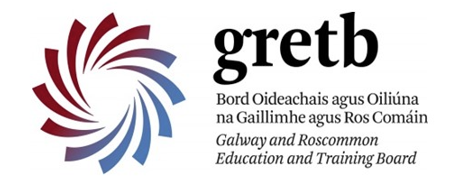 gretb
Bord Oideachais agus Oiliúna
na Gaillimhe agus Ros Comáin
Galway and Roscommon
Education and Training Board